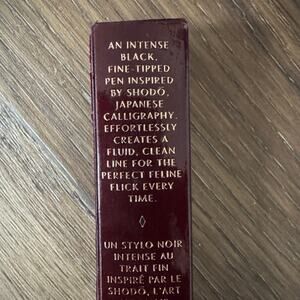 AN INTENSE
BLACK,
FINE-TIPPED
PEN INSPIRED
BY SHODŌ,
JAPANESE
CALLIGRAPHY.
EFFORTLESSLY
CREATES A
FLUID, CLEAN
LINE FOR THE
PERFECT FELINE
FLICK EVERY
TIME.
UN STYLO NOIR
INTENSE AU
TRAIT FIN
INSPIRÉ PAR LE
SHODŌ, L'ART